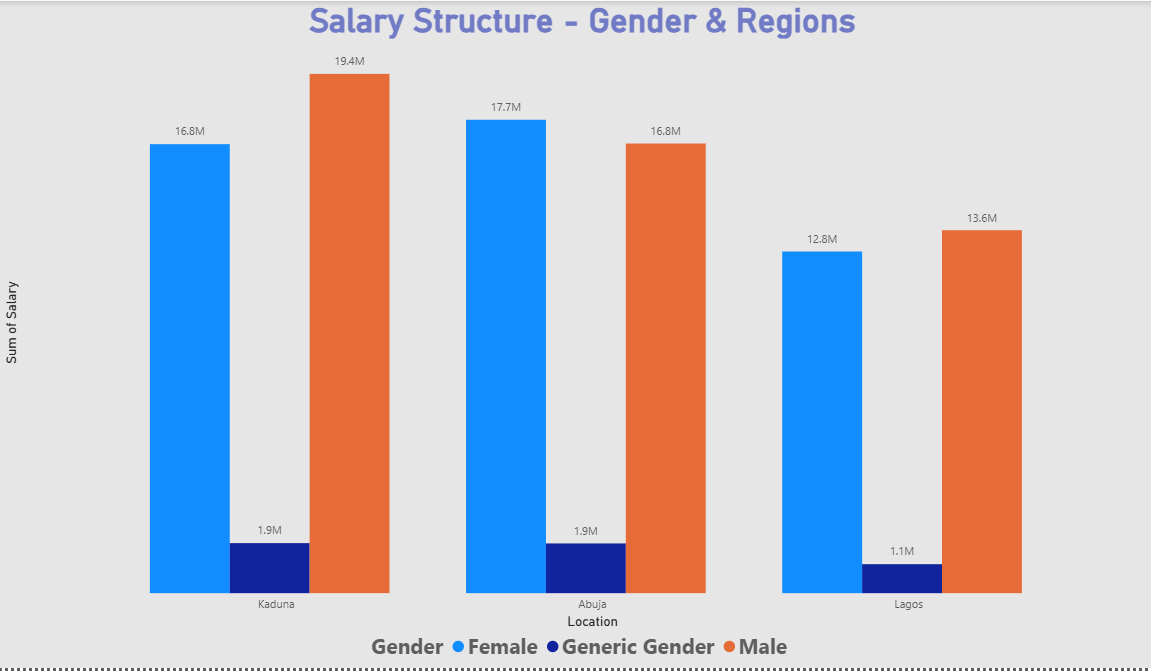 Salary Structure - Gender & Regions
19.4M
17.7M
16.8M
16.8M
13.6M
12.8M
1.9M
1.9M
1.1M
Sum of Salary
Kaduna
Abuja
Lagos
Location
Gender Female Generic Gender Male